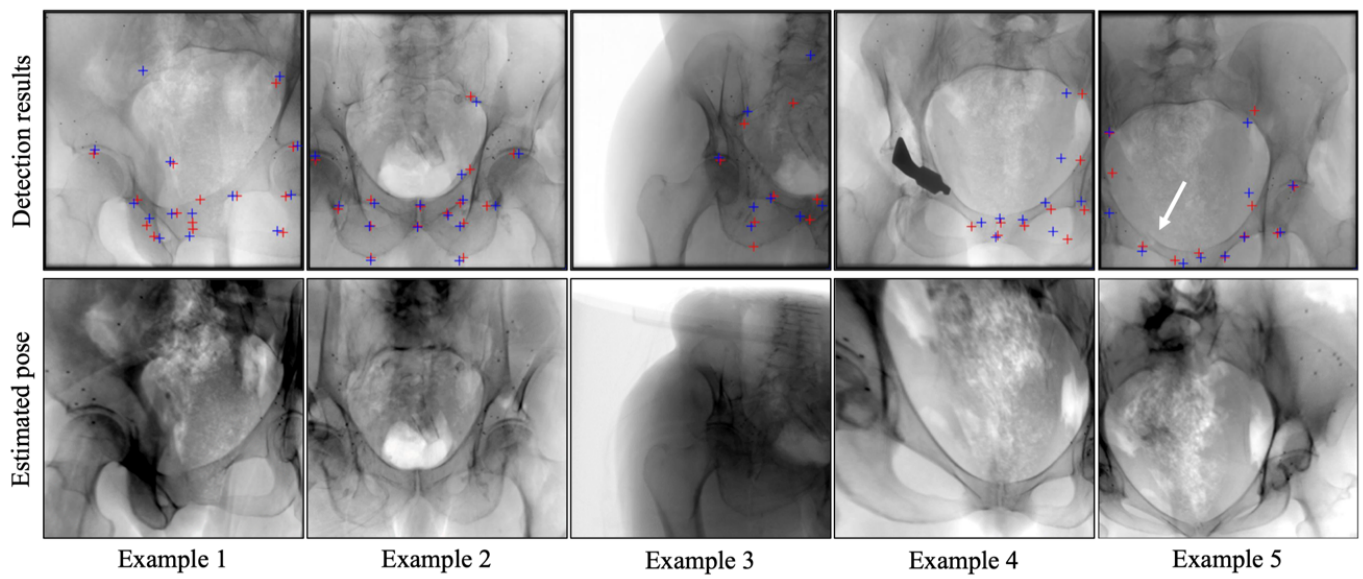 Detection results
Estimated pose
Example 1
Example 2
Example 3
Example 4
Example 5